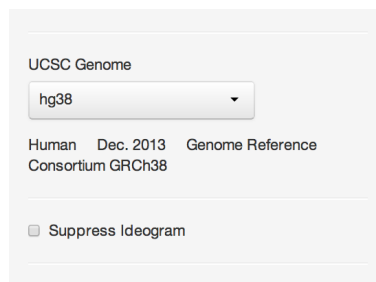 UCSC Genome
hg38
Human Dec. 2013 Genome Reference
Consortium GRCh38
Suppress Ideogram